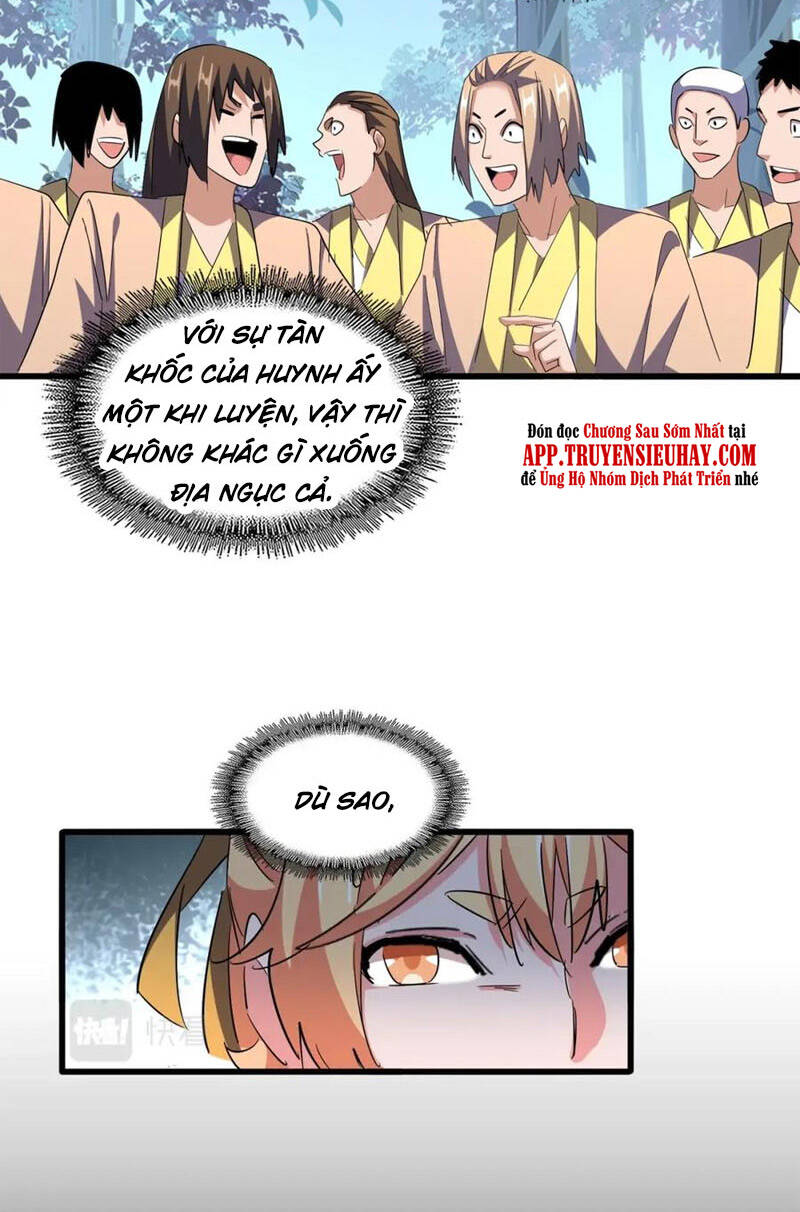 VỚI SỰ TÀN
KHỐC CỦA HUYNH ẤY
MỘT KHI LUYỆN, VẬY THÌ
KHÔNG KHÁC GÌ XUỐNG
ĐỊA NGỤC CẢ.
Đón đọc Chương Sau Sớm Nhất tại
APP.TRUYENSIEUHAY.COM
để Ủng Hộ Nhóm Dịch Phát Triển nhé
DÙ SAO,
快看! 快看